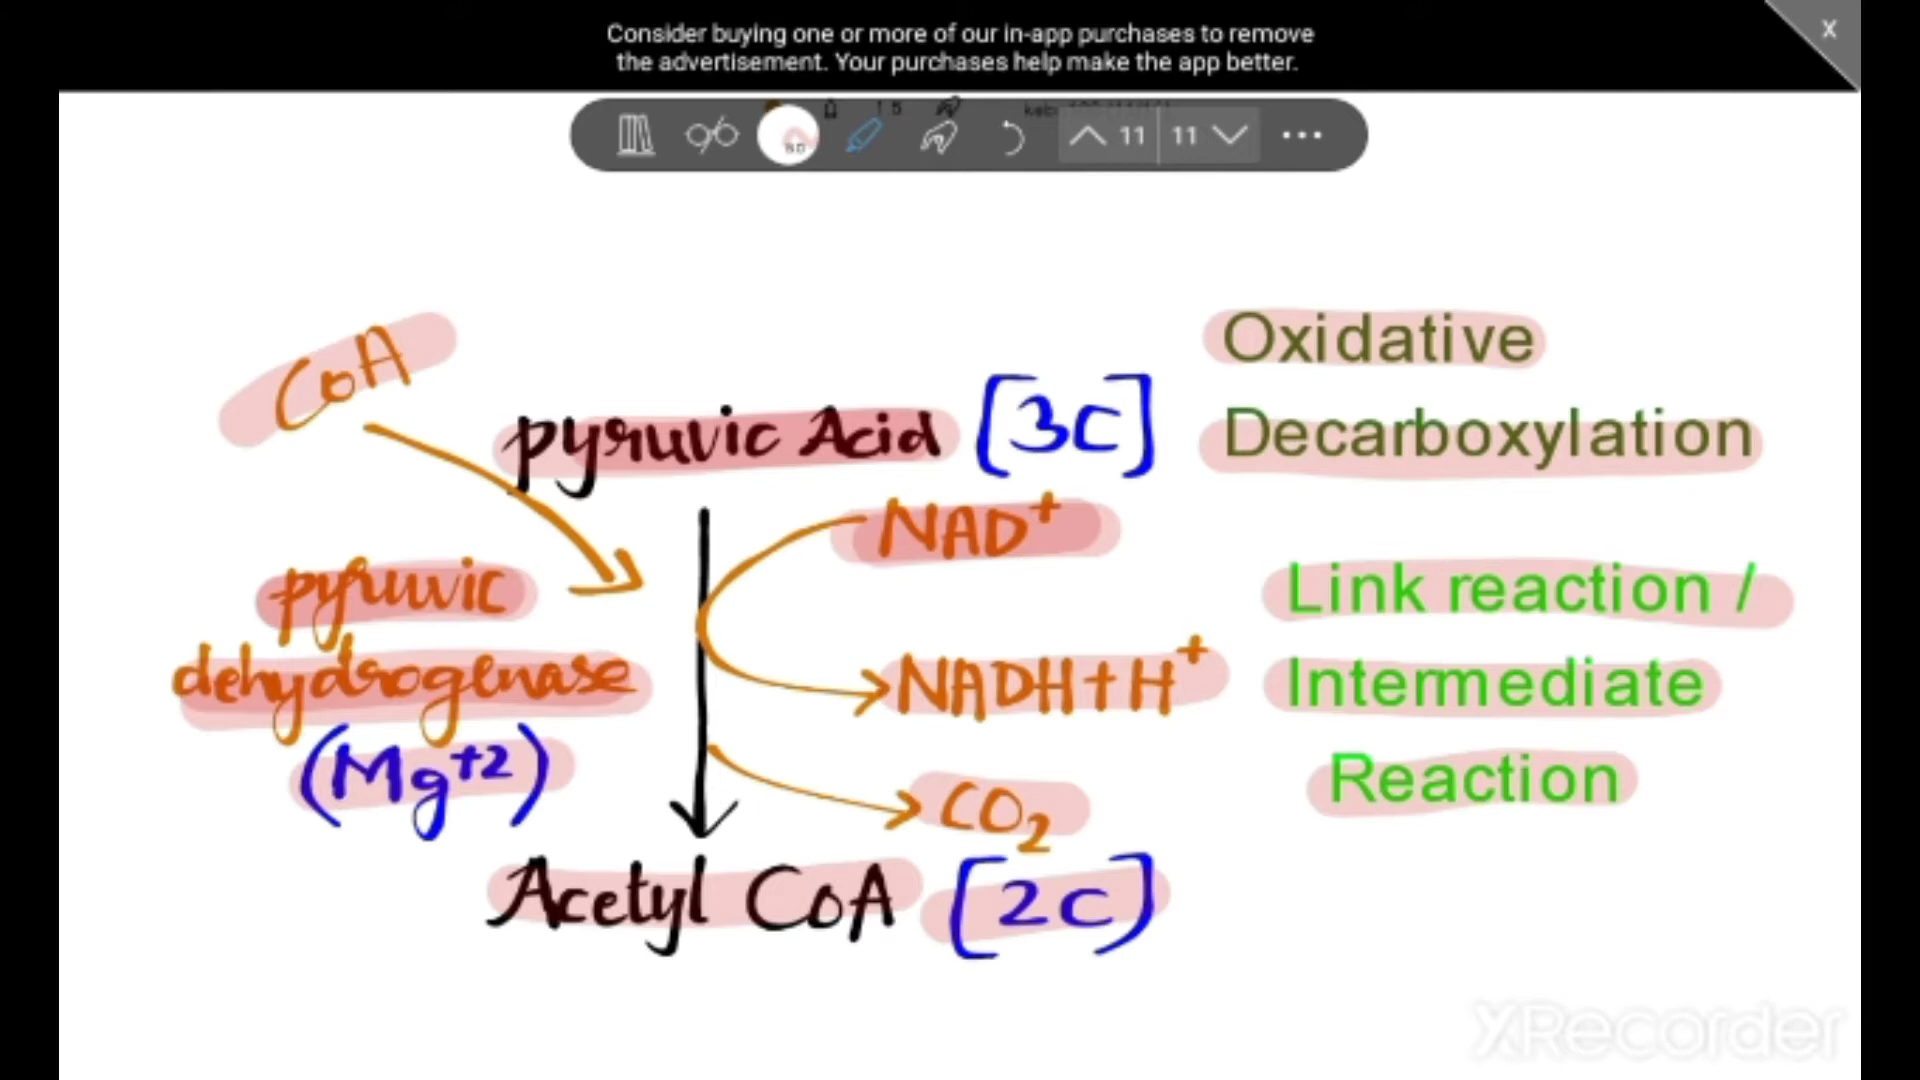 Consider buying one or more of our in-app purchases to remove
the advertisement. Your purchases help make the app better.
X
11 11
CoA
pyruvic Acid [3C]
Oxidative
Decarboxylation
NAD+
pyruvic
dehydrogenase
(Mg+2)
NADH+H+
CO2
Link reaction /
Intermediate
Reaction
Acetyl CoA [2C]
XRecorder